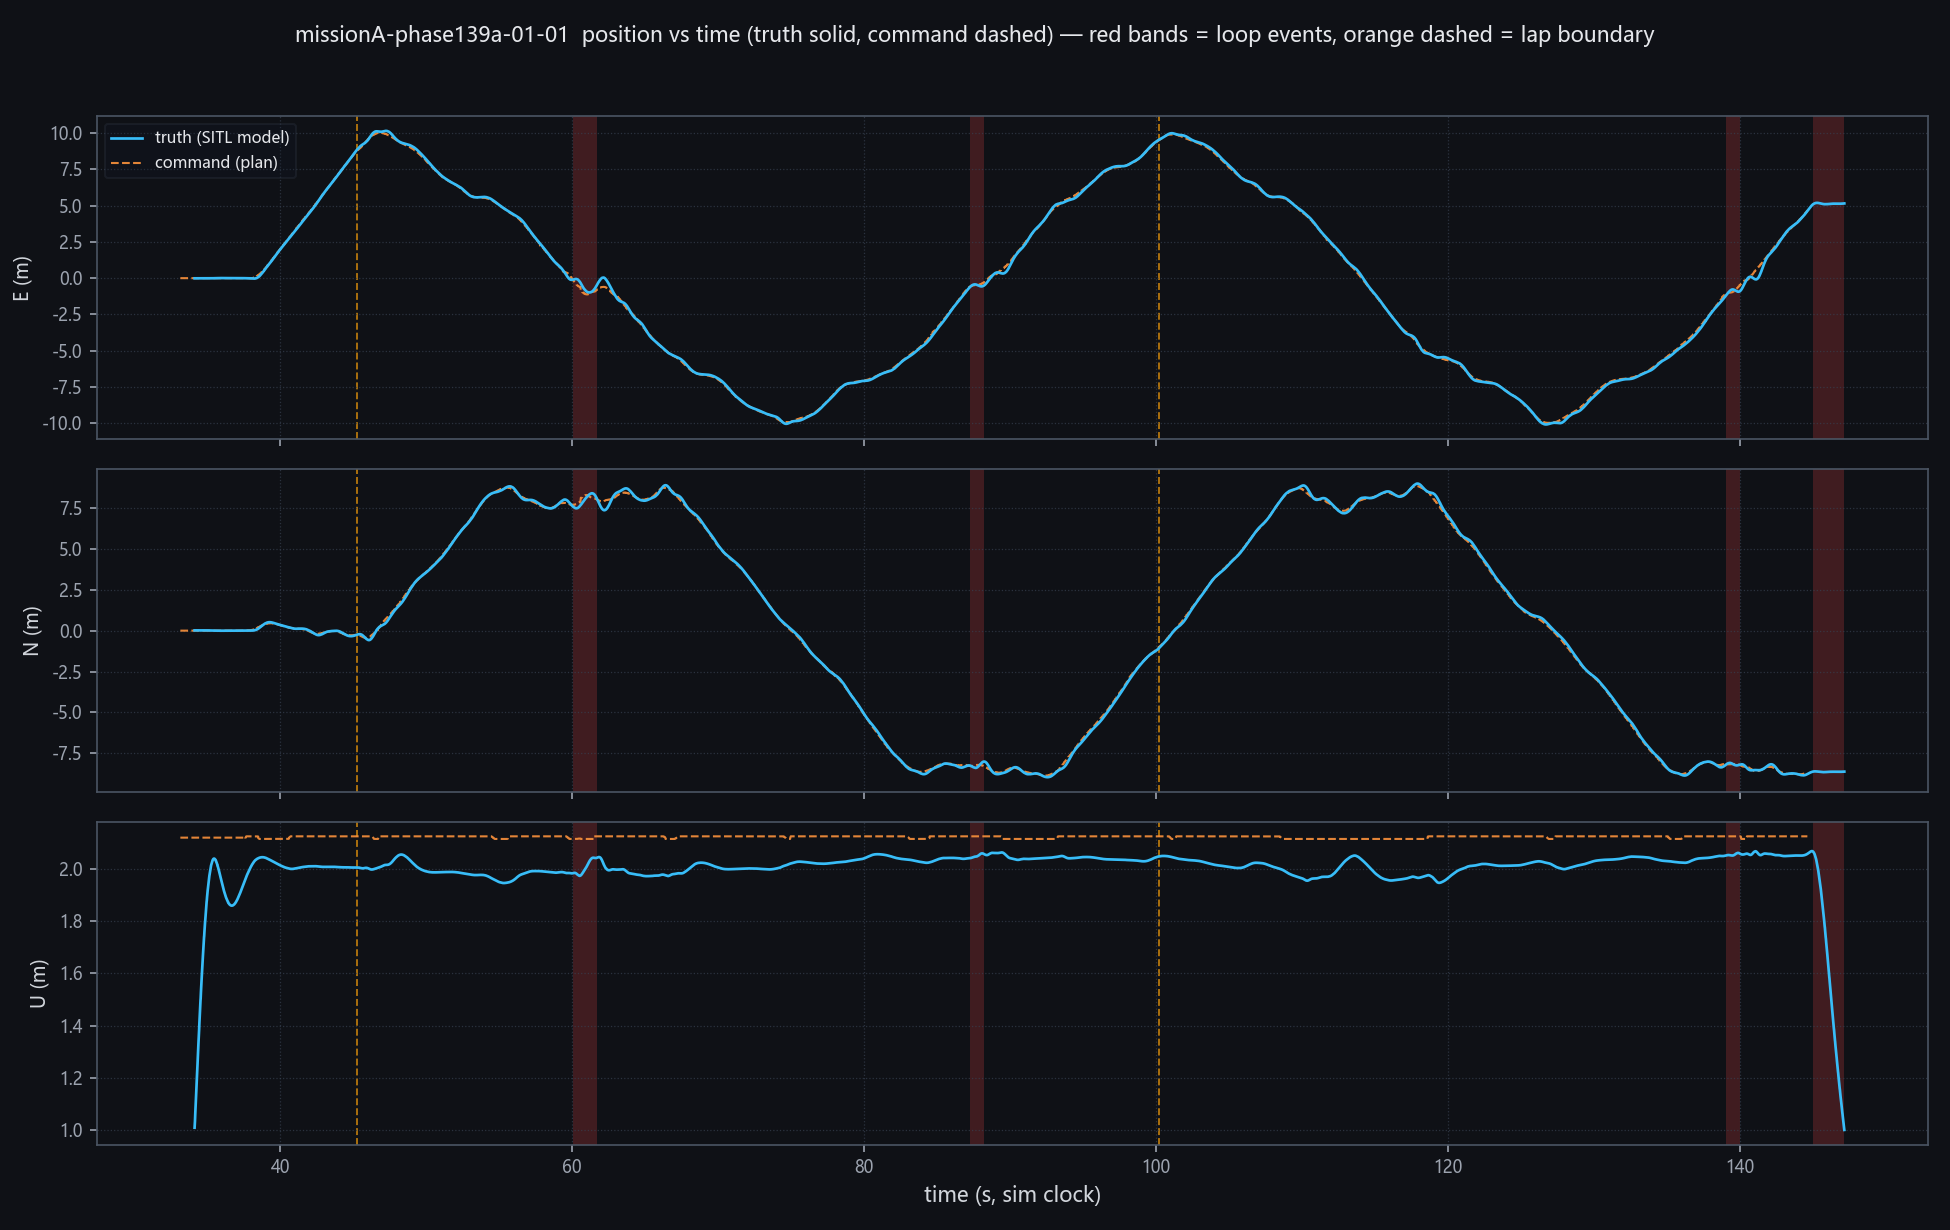 missionA-phase139a-01-01 position vs time (truth solid, command dashed) — red bands = loop events, orange dashed = lap boundary
truth (SITL model)
command (plan)
E (m)
10.0
7.5
5.0
2.5
0.0
-2.5
-5.0
-7.5
-10.0
N (m)
7.5
5.0
2.5
0.0
-2.5
-5.0
-7.5
U (m)
2.0
1.8
1.6
1.4
1.2
1.0
40 60 80 100 120 140
time (s, sim clock)